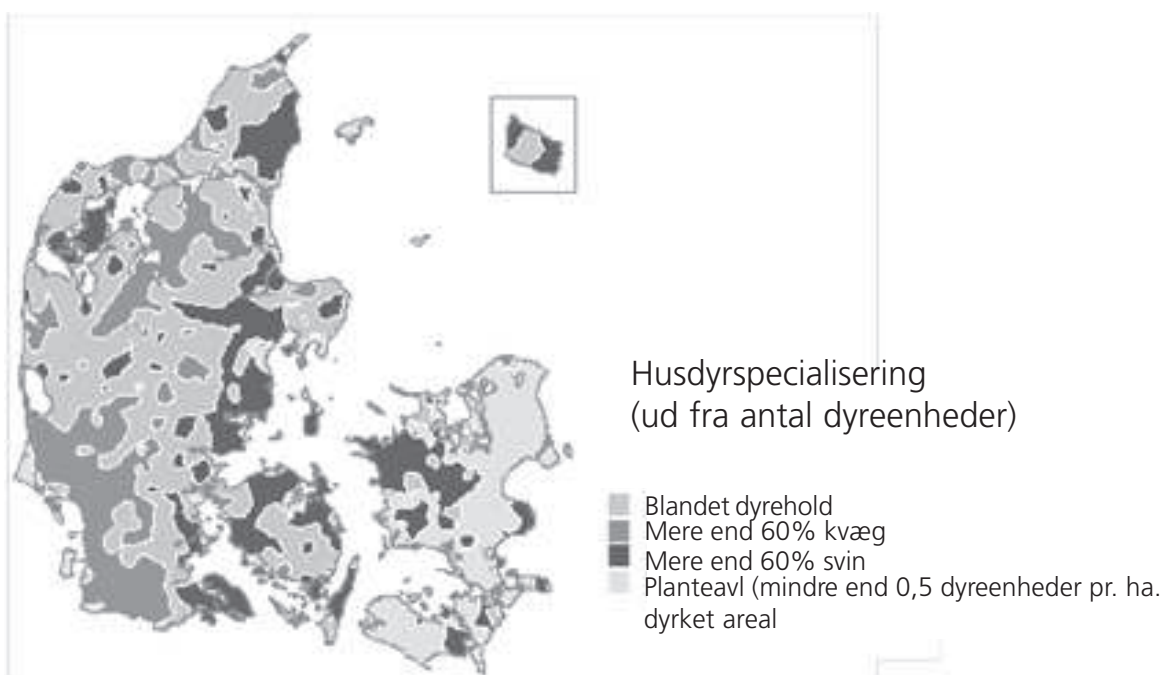 Husdyrspecialisering
(ud fra antal dyreenheder)
Blandet dyrehold
Mere end 60% kvæg
Mere end 60% svin
Planteavl (mindre end 0,5 dyreenheder pr. ha.
dyrket areal